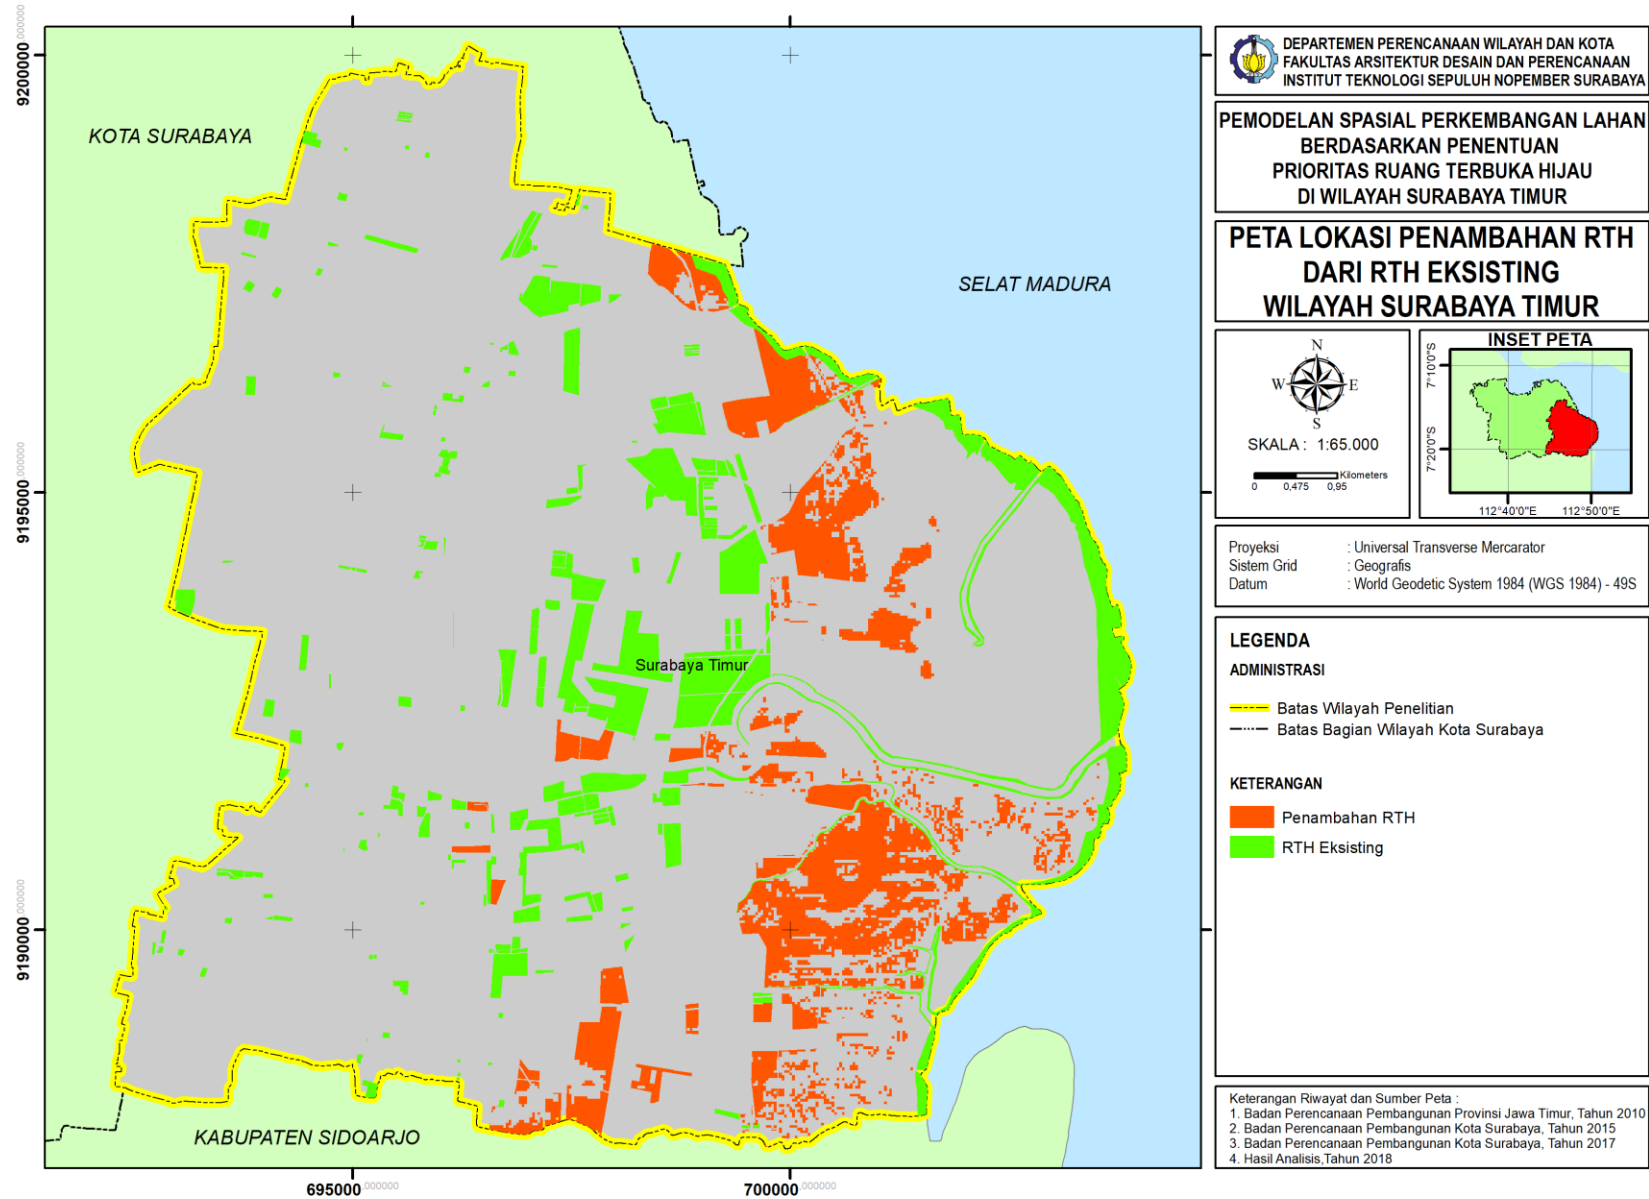 9200000,000000
9195000,000000
9190000,000000
695000,000000
700000,000000
KOTA SURABAYA
SELAT MADURA
Surabaya Timur
KABUPATEN SIDOARJO
DEPARTEMEN PERENCANAAN WILAYAH DAN KOTA
FAKULTAS ARSITEKTUR DESAIN DAN PERENCANAAN
INSTITUT TEKNOLOGI SEPULUH NOPEMBER SURABAYA
PEMODELAN SPASIAL PERKEMBANGAN LAHAN
BERDASARKAN PENENTUAN
PRIORITAS RUANG TERBUKA HIJAU
DI WILAYAH SURABAYA TIMUR
PETA LOKASI PENAMBAHAN RTH
DARI RTH EKSISTING
WILAYAH SURABAYA TIMUR
N
W E
S
SKALA : 1:65.000
Kilometers
0 0,475 0,95
INSET PETA
7°10'0"S
7°20'0"S
112°40'0"E 112°50'0"E
Proyeksi : Universal Transverse Mercarator
Sistem Grid : Geografis
Datum : World Geodetic System 1984 (WGS 1984) - 49S
LEGENDA
ADMINISTRASI
Batas Wilayah Penelitian
Batas Bagian Wilayah Kota Surabaya
KETERANGAN
Penambahan RTH
RTH Eksisting
Keterangan Riwayat dan Sumber Peta :
1. Badan Perencanaan Pembangunan Provinsi Jawa Timur, Tahun 2010
2. Badan Perencanaan Pembangunan Kota Surabaya, Tahun 2015
3. Badan Perencanaan Pembangunan Kota Surabaya, Tahun 2017
4. Hasil Analisis,Tahun 2018